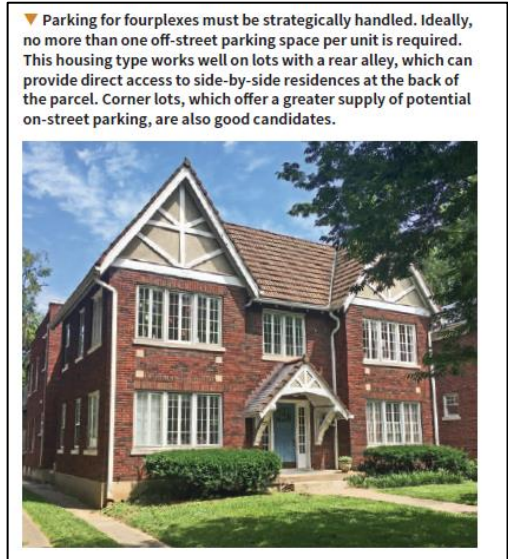 ▼ Parking for fourplexes must be strategically handled. Ideally,
no more than one off-street parking space per unit is required.
This housing type works well on lots with a rear alley, which can
provide direct access to side-by-side residences at the back of
the parcel. Corner lots, which offer a greater supply of potential
on-street parking, are also good candidates.